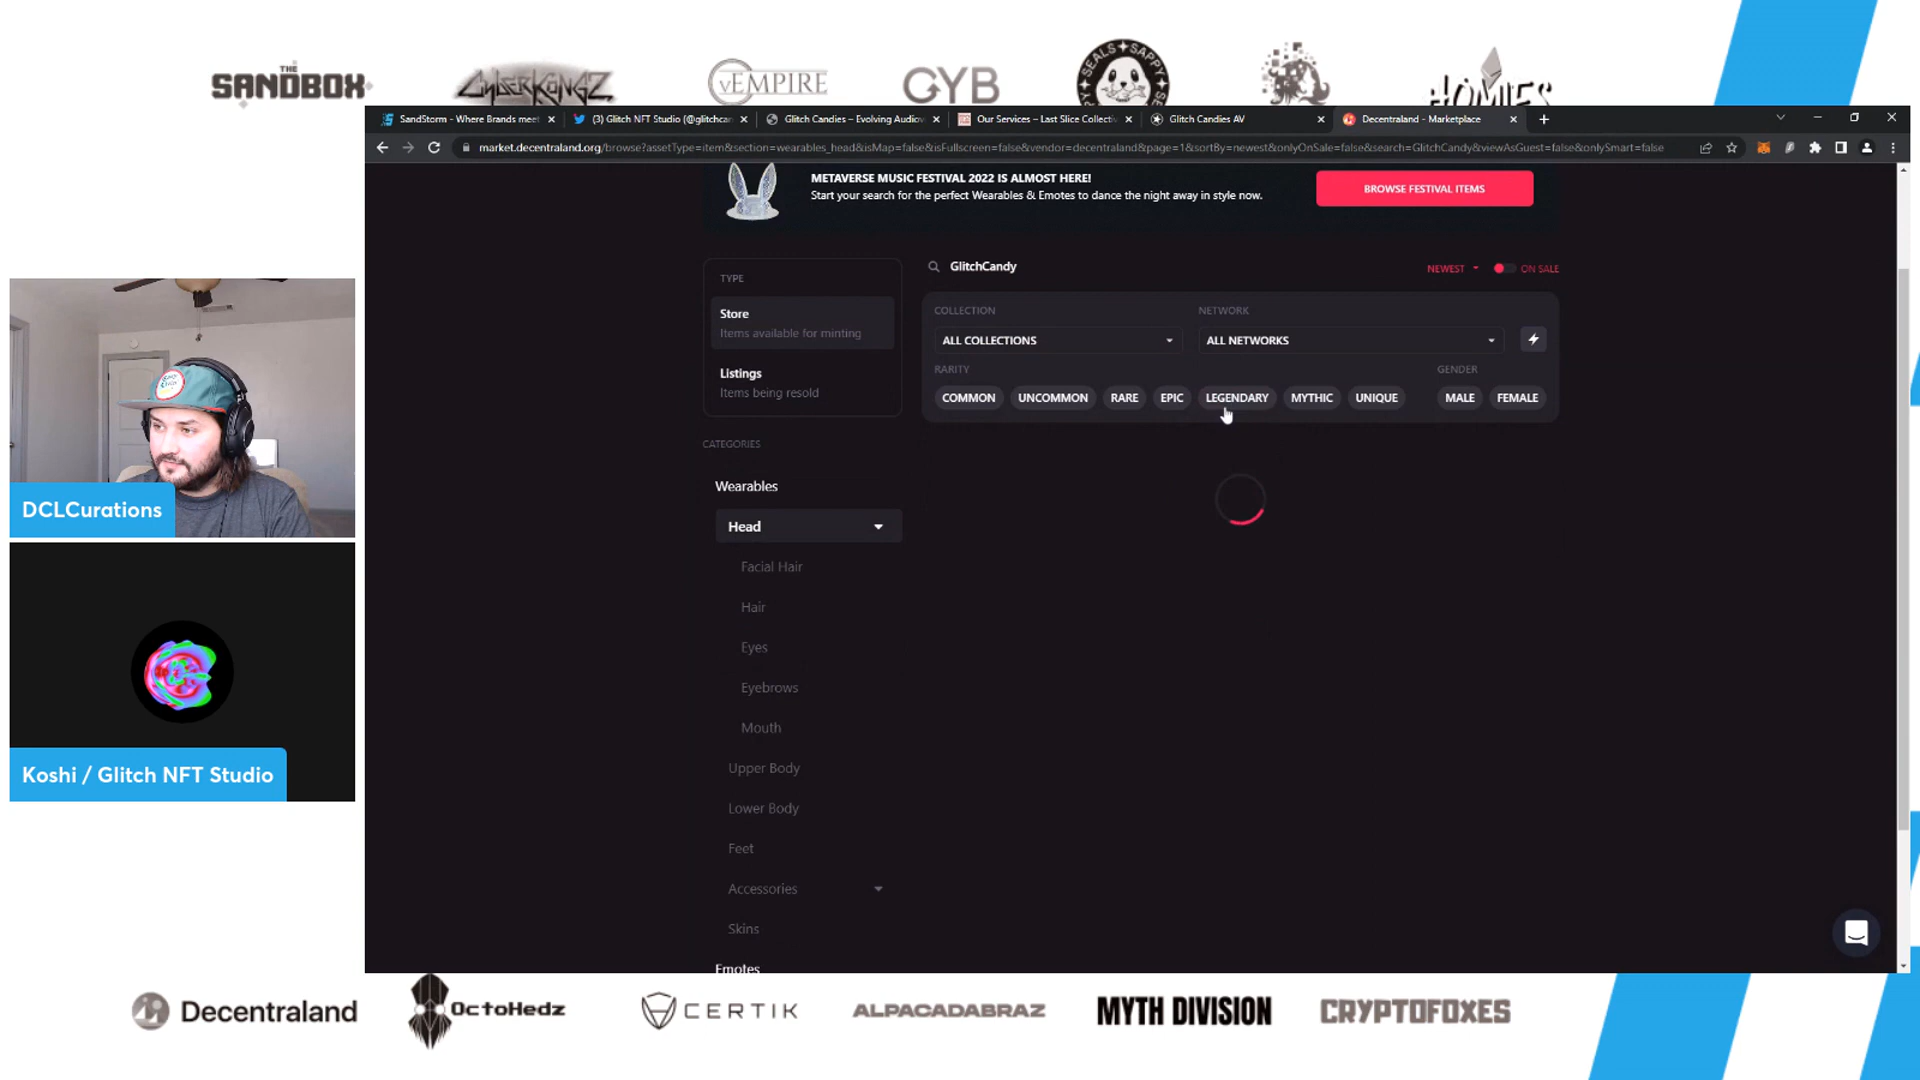 THE
SANDBOX
CYBERKONGZ
vEMPIRE
GYB
SEALS ✦ SAPPY
HOMIES
SandStorm - Where Brands meet
(3) Glitch NFT Studio (@glitchcan
Glitch Candies – Evolving Audiov
Our Services – Last Slice Collectiv
Glitch Candies AV
Decentraland - Marketplace
market.decentraland.org/browse?assetType=item&section=wearables_head&isMap=false&isFullscreen=false&vendor=decentraland&page=1&sortBy=newest&onlyOnSale=false&search=GlitchCandy&viewAsGuest=false&onlySmart=false
METAVERSE MUSIC FESTIVAL 2022 IS ALMOST HERE!
Start your search for the perfect Wearables & Emotes to dance the night away in style now.
BROWSE FESTIVAL ITEMS
TYPE
Store
Items available for minting
Listings
Items being resold
GlitchCandy
NEWEST
ON SALE
COLLECTION
NETWORK
ALL COLLECTIONS
ALL NETWORKS
RARITY
GENDER
COMMON
UNCOMMON
RARE
EPIC
LEGENDARY
MYTHIC
UNIQUE
MALE
FEMALE
CATEGORIES
Wearables
Head
Facial Hair
Hair
Eyes
Eyebrows
Mouth
Upper Body
Lower Body
Feet
Accessories
Skins
Emotes
DCLCurations
Koshi / Glitch NFT Studio
Decentraland
OctoHedz
CERTIK
ALPACADABRAZ
MYTH DIVISION
CRYPTOFOXES